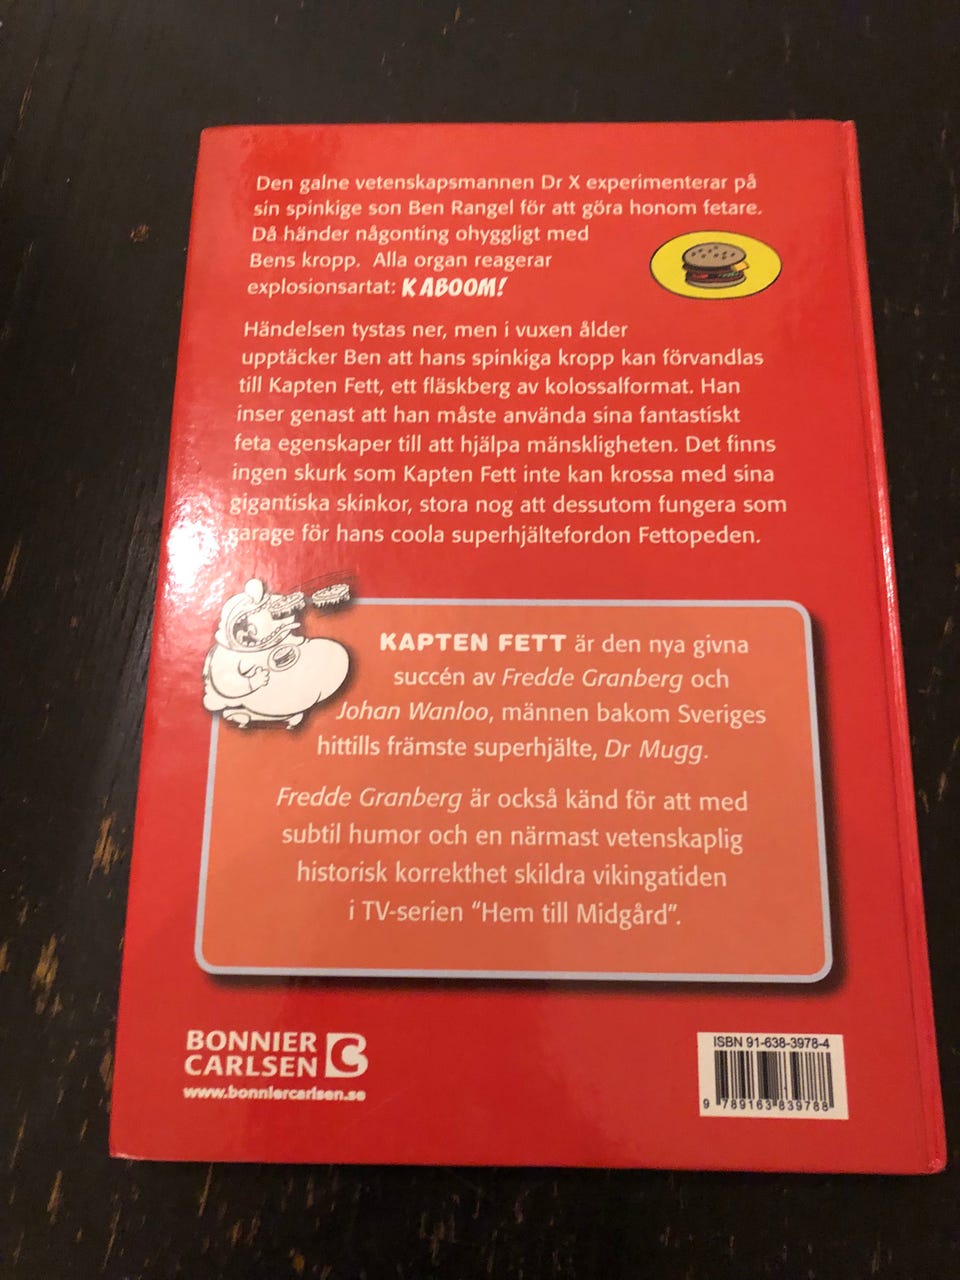 Den galne vetenskapsmannen Dr X experimenterar på
sin spinkige son Ben Rangel för att göra honom fetare.
Då händer någonting ohyggligt med
Bens kropp. Alla organ reagerar
explosionsartat: KABOOM!
Händelsen tystas ner, men i vuxen ålder
upptäcker Ben att hans spinkiga kropp kan förvandlas
till Kapten Fett, ett fläskberg av kolossalformat. Han
inser genast att han måste använda sina fantastiskt
feta egenskaper till att hjälpa mänskligheten. Det finns
ingen skurk som Kapten Fett inte kan krossa med sina
gigantiska skinkor, stora nog att dessutom fungera som
garage för hans coola superhjältefordon Fettopeden.
KAPTEN FETT är den nya givna
succén av Fredde Granberg och
Johan Wanloo, männen bakom Sveriges
hittills främste superhjälte, Dr Mugg.
Fredde Granberg är också känd för att med
subtil humor och en närmast vetenskaplig
historisk korrekthet skildra vikingatiden
i TV-serien "Hem till Midgård".
BONNIER
CARLSEN
www.bonniercarlsen.se
ISBN 91-638-3978-4
9 789163 839788